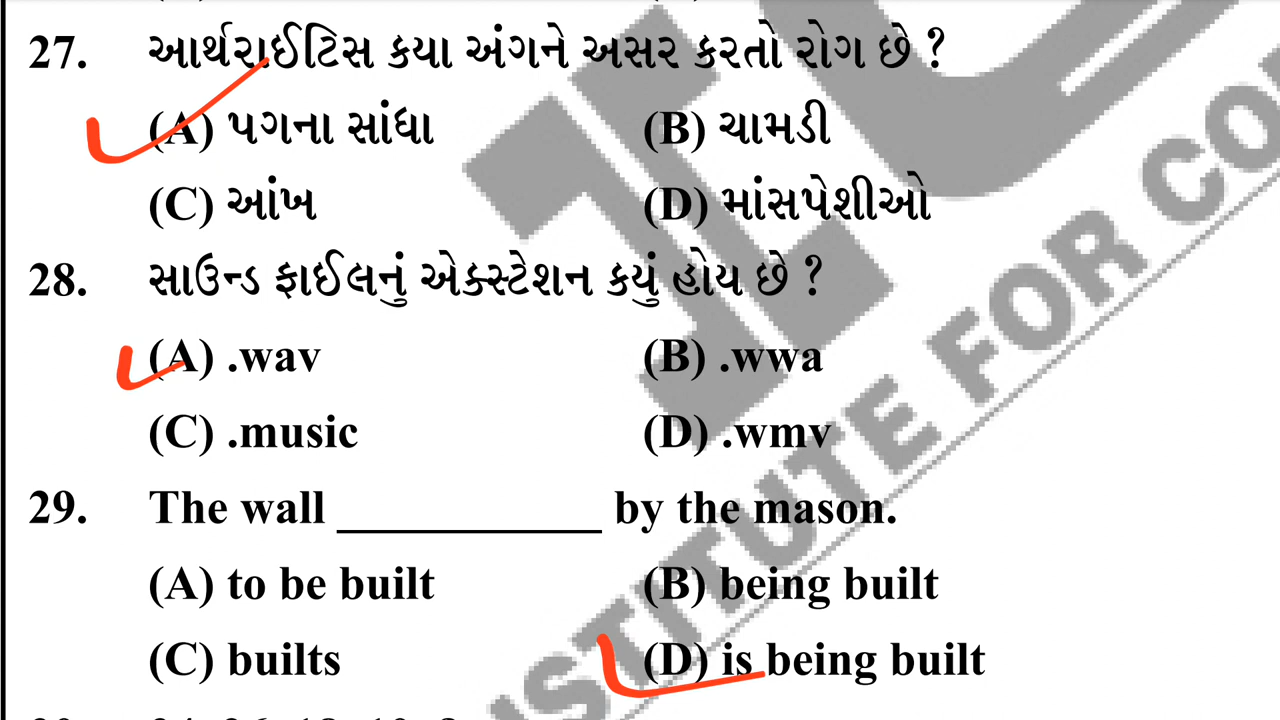 27. આર્થરાઈટિસ કયા અંગને અસર કરતો રોગ છે ?
(A) પગના સાંધા (B) ચામડી
(C) આંખ (D) માંસપેશીઓ
28. સાઉન્ડ ફાઈલનું એક્સ્ટેશન કયું હોય છે ?
(A) .wav (B) .wwa
(C) .music (D) .wmv
29. The wall ____________ by the mason.
(A) to be built (B) being built
(C) builts (D) is being built